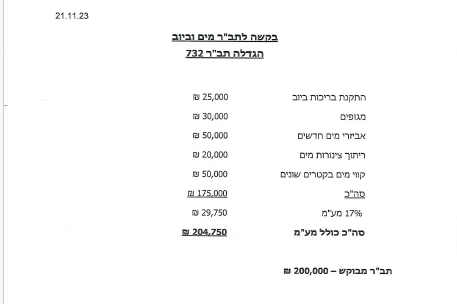 21.11.23
בקשה לתב"ר מים וביוב
הגדלה תב"ר 732
התקנת בריכות ביוב 25,000 ₪
מגופים 30,000 ₪
אביזרי מים חדשים 50,000 ₪
ריתוך צינורות מים 20,000 ₪
קווי מים בקטרים שונים 50,000 ₪
סה"כ 175,000 ₪
17% מע"מ 29,750 ₪
סה"כ כולל מע"מ 204,750 ₪
תב"ר מבוקש – 200,000 ₪